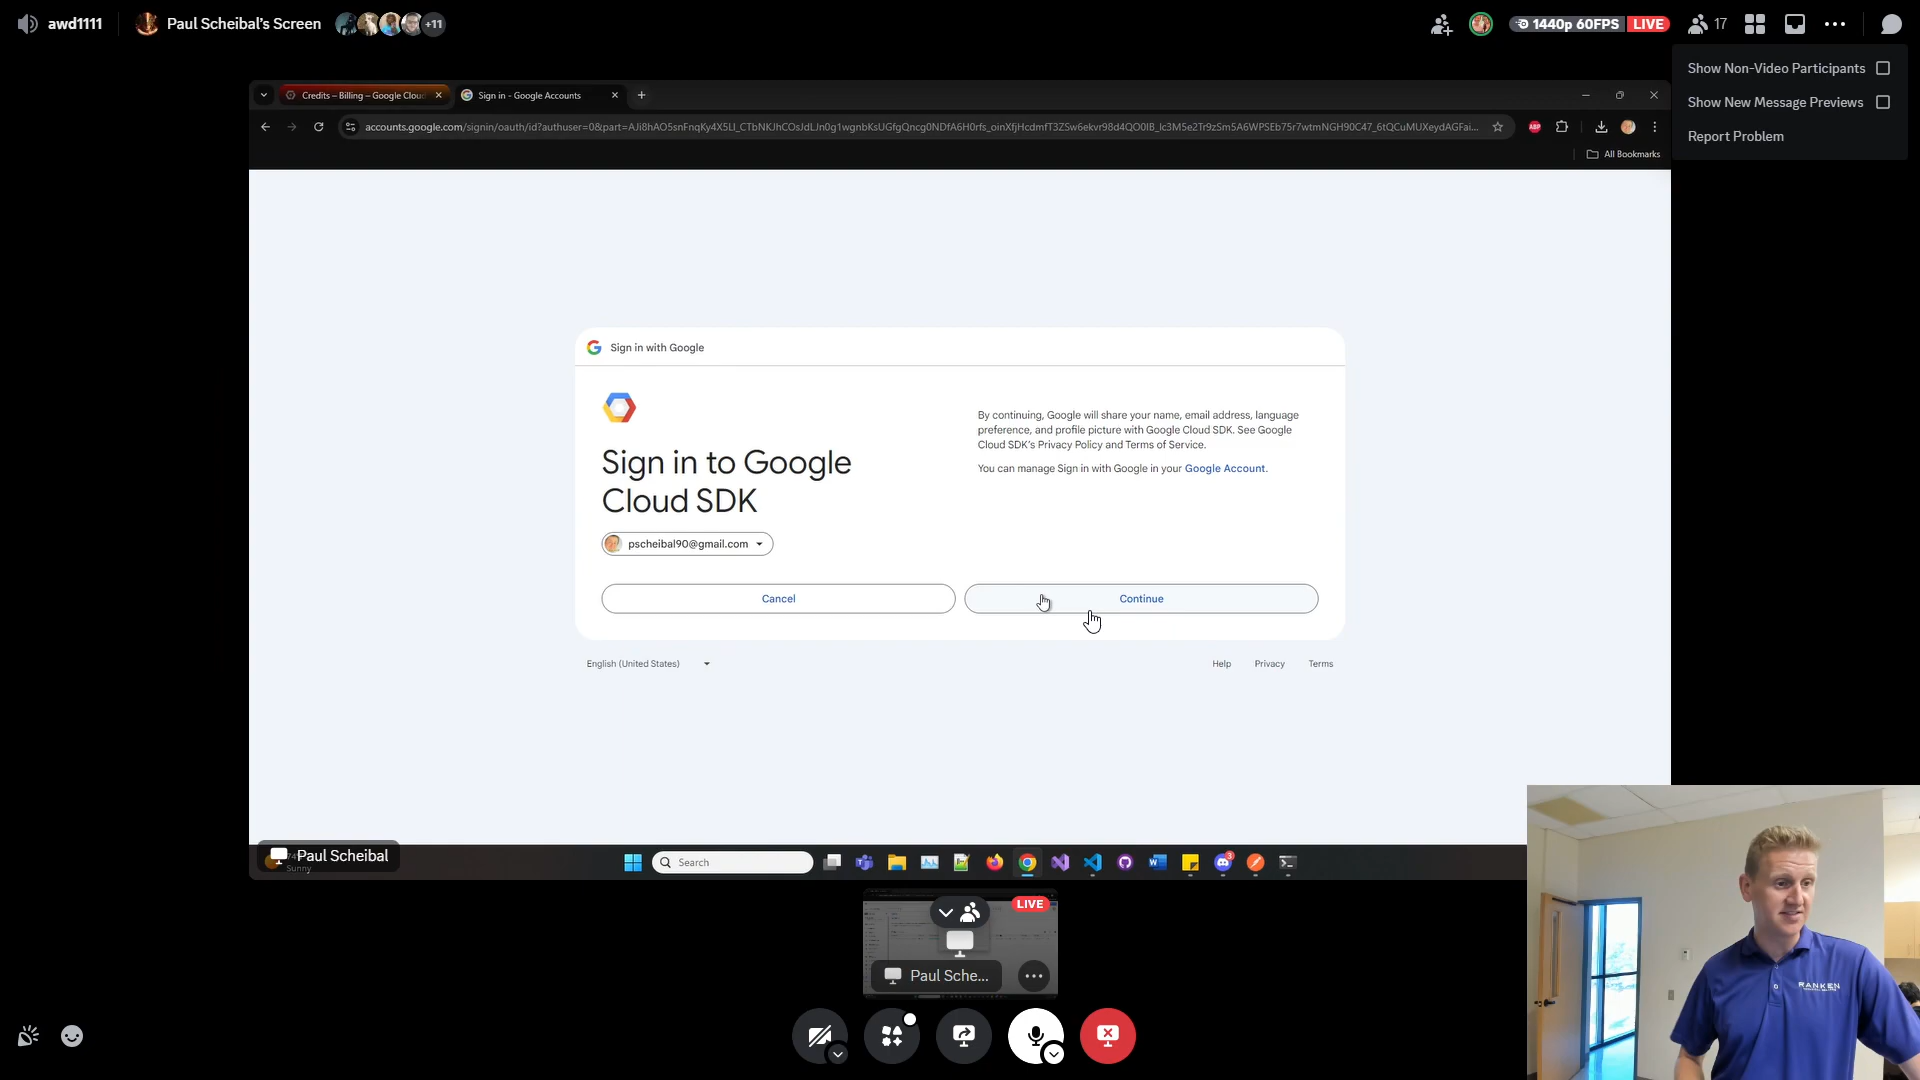 awd1111
Paul Scheibal's Screen
+11
1440p 60FPS
LIVE
17
Show Non-Video Participants
Show New Message Previews
Report Problem
Credits – Billing – Google Cloud
Sign in - Google Accounts
All Bookmarks
Sign in with Google
Sign in to Google
Cloud SDK
pscheibal90@gmail.com
By continuing, Google will share your name, email address, language
preference, and profile picture with Google Cloud SDK. See Google
Cloud SDK's Privacy Policy and Terms of Service.
You can manage Sign in with Google in your Google Account.
Cancel
Continue
English (United States)
Help
Privacy
Terms
Paul Scheibal
Sunny
Search
3
LIVE
Paul Sche...
RANKEN